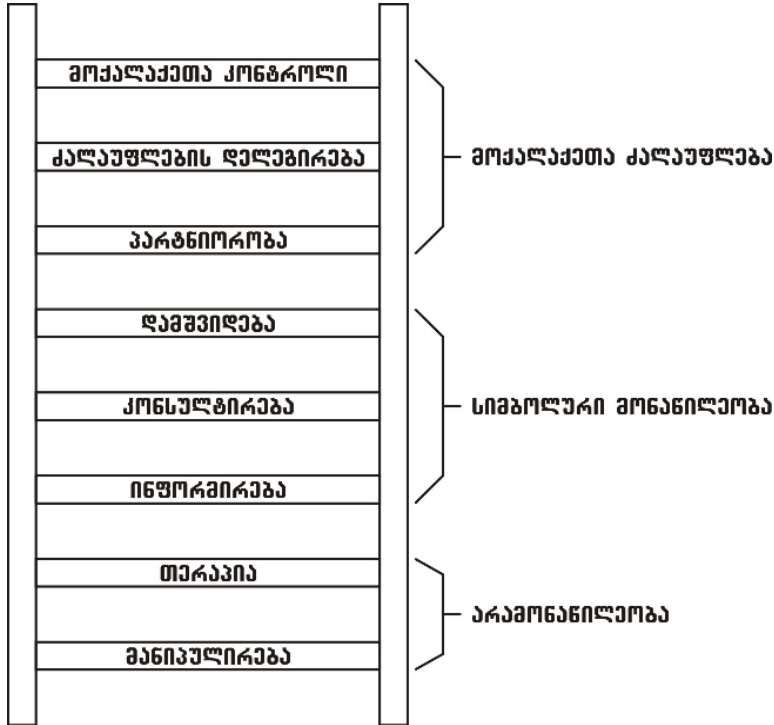 მოქალაქეთა კონტროლი
ძალაუფლების დელეგირება
მოქალაქეთა ძალაუფლება
პარტნიორობა
დამშვიდება
კონსულტირება
სიმბოლური მონაწილეობა
ინფორმირება
თერაპია
არამონაწილეობა
მანიპულირება